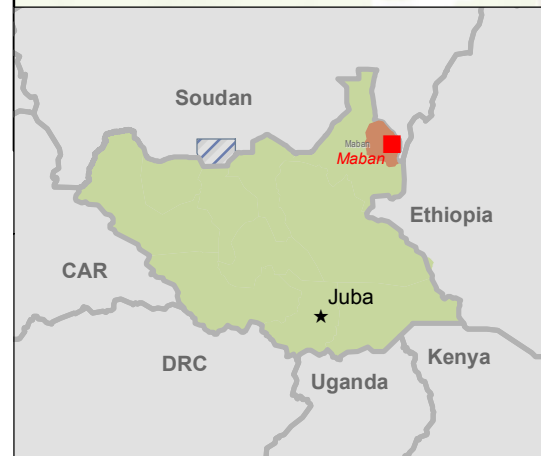 Soudan
Maban
Maban
Ethiopia
CAR
Juba
DRC
Kenya
Uganda